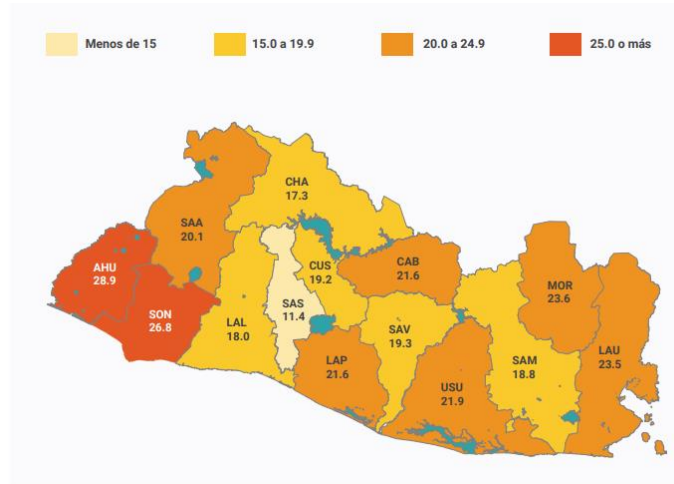 Menos de 15
15.0 a 19.9
20.0 a 24.9
25.0 o más
CHA
17.3
SAA
20.1
CUS
19.2
CAB
21.6
AHU
28.9
MOR
23.6
SAS
11.4
SON
26.8
LAL
18.0
SAV
19.3
LAU
23.5
LAP
21.6
SAM
18.8
USU
21.9